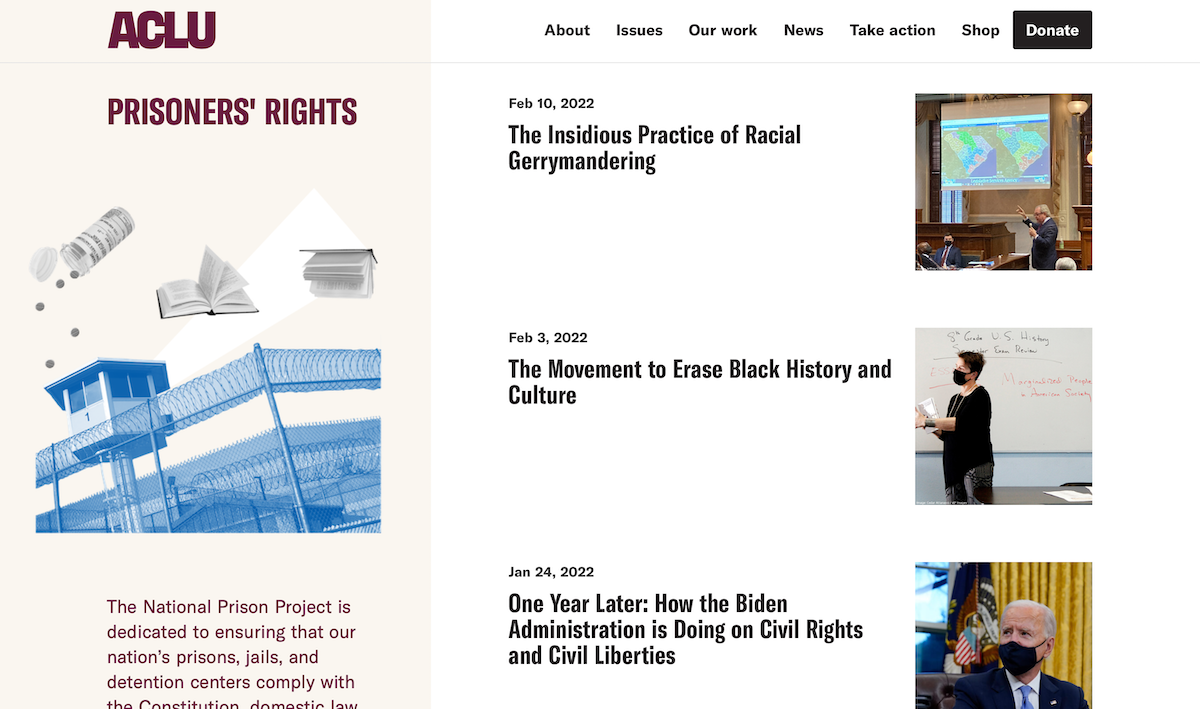 ACLU
About Issues Our work News Take action Shop Donate
PRISONERS' RIGHTS
1
The National Prison Project is
dedicated to ensuring that our
nation’s prisons, jails, and
detention centers comply with
the Constitution, domestic law
Feb 10, 2022
The Insidious Practice of Racial
Gerrymandering
Feb 3, 2022
The Movement to Erase Black History and
Culture
8th Grade U.S. History
Semester Exam Review
Marginalized People
American Society
Jan 24, 2022
One Year Later: How the Biden
Administration is Doing on Civil Rights
and Civil Liberties